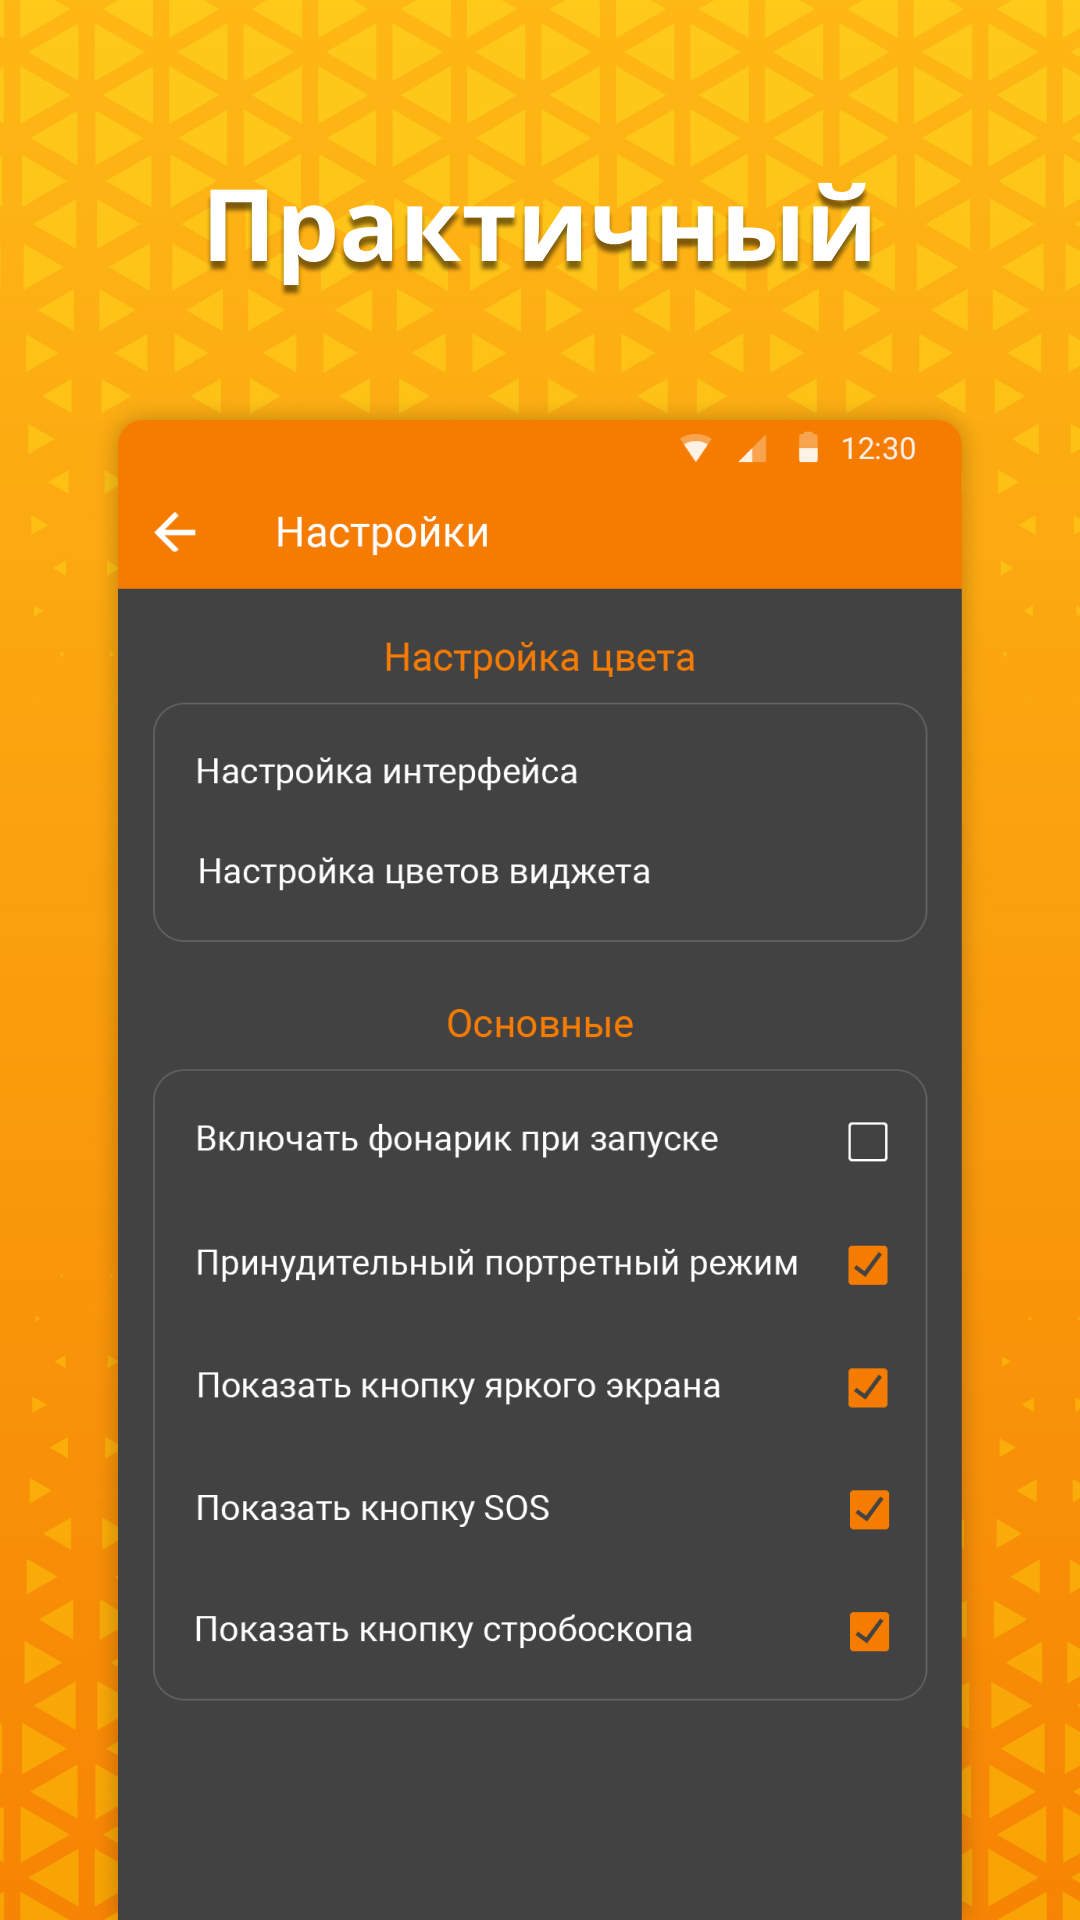 Практичный
12:30
Настройки
Настройка цвета
Настройка интерфейса
Настройка цветов виджета
Основные
Включать фонарик при запуске
Принудительный портретный режим
Показать кнопку яркого экрана
Показать кнопку SOS
Показать кнопку стробоскопа